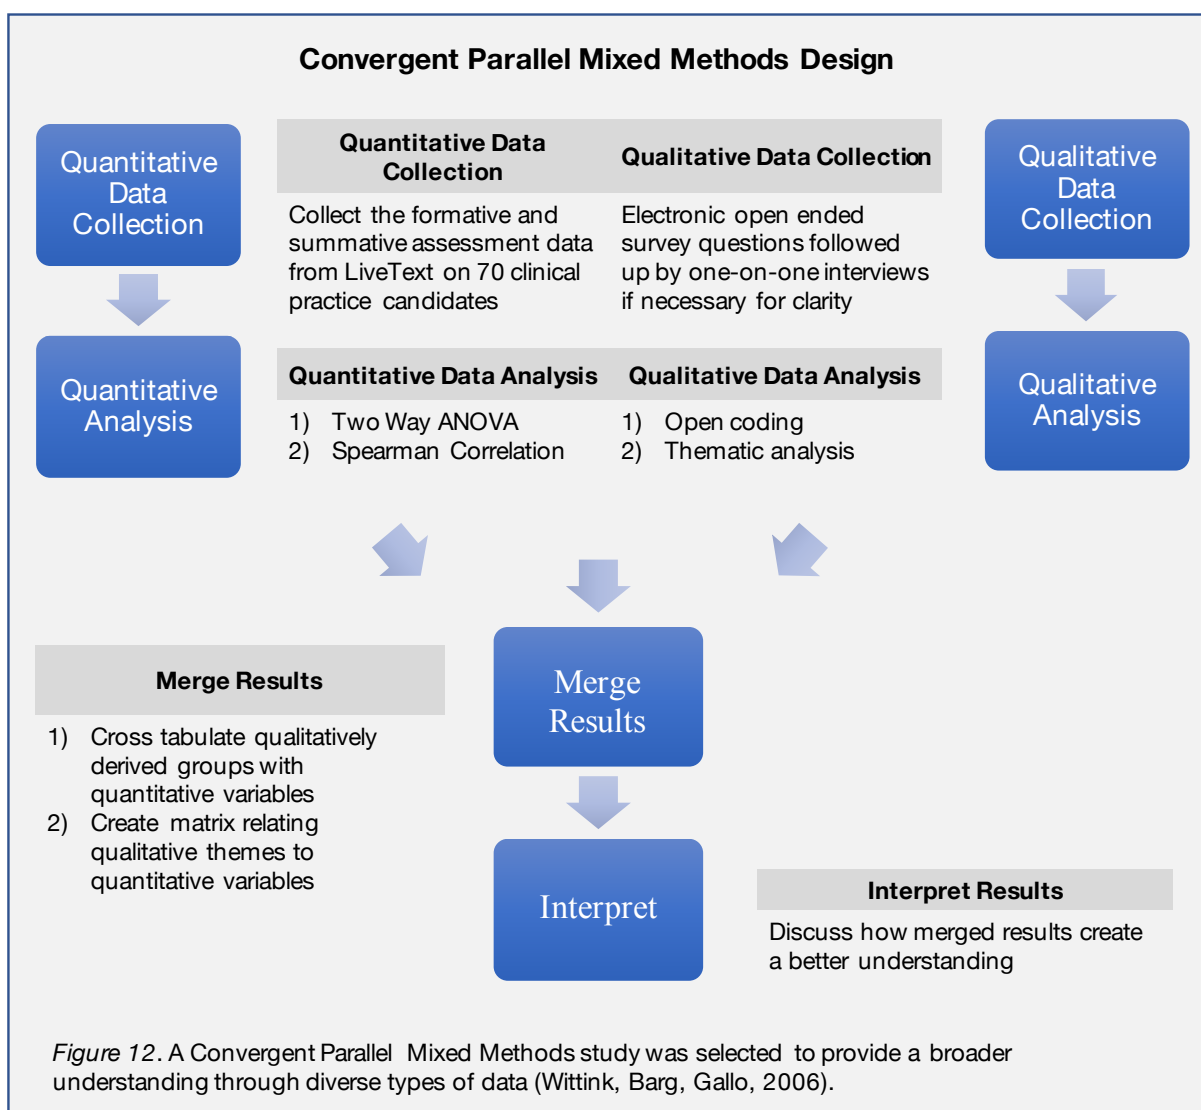 Convergent Parallel Mixed Methods Design
Quantitative
Data
Collection
Quantitative
Analysis
Quantitative Data
Collection
Collect the formative and
summative assessment data
from LiveText on 70 clinical
practice candidates
Qualitative Data Collection
Electronic open ended
survey questions followed
up by one-on-one interviews
if necessary for clarity
Qualitative
Data
Collection
Qualitative
Analysis
Quantitative Data Analysis
1) Two Way ANOVA
2) Spearman Correlation
Qualitative Data Analysis
1) Open coding
2) Thematic analysis
Merge
Results
Merge Results
1) Cross tabulate qualitatively
derived groups with
quantitative variables
2) Create matrix relating
qualitative themes to
quantitative variables
Interpret
Interpret Results
Discuss how merged results create
a better understanding
Figure 12. A Convergent Parallel Mixed Methods study was selected to provide a broader
understanding through diverse types of data (Wittink, Barg, Gallo, 2006).